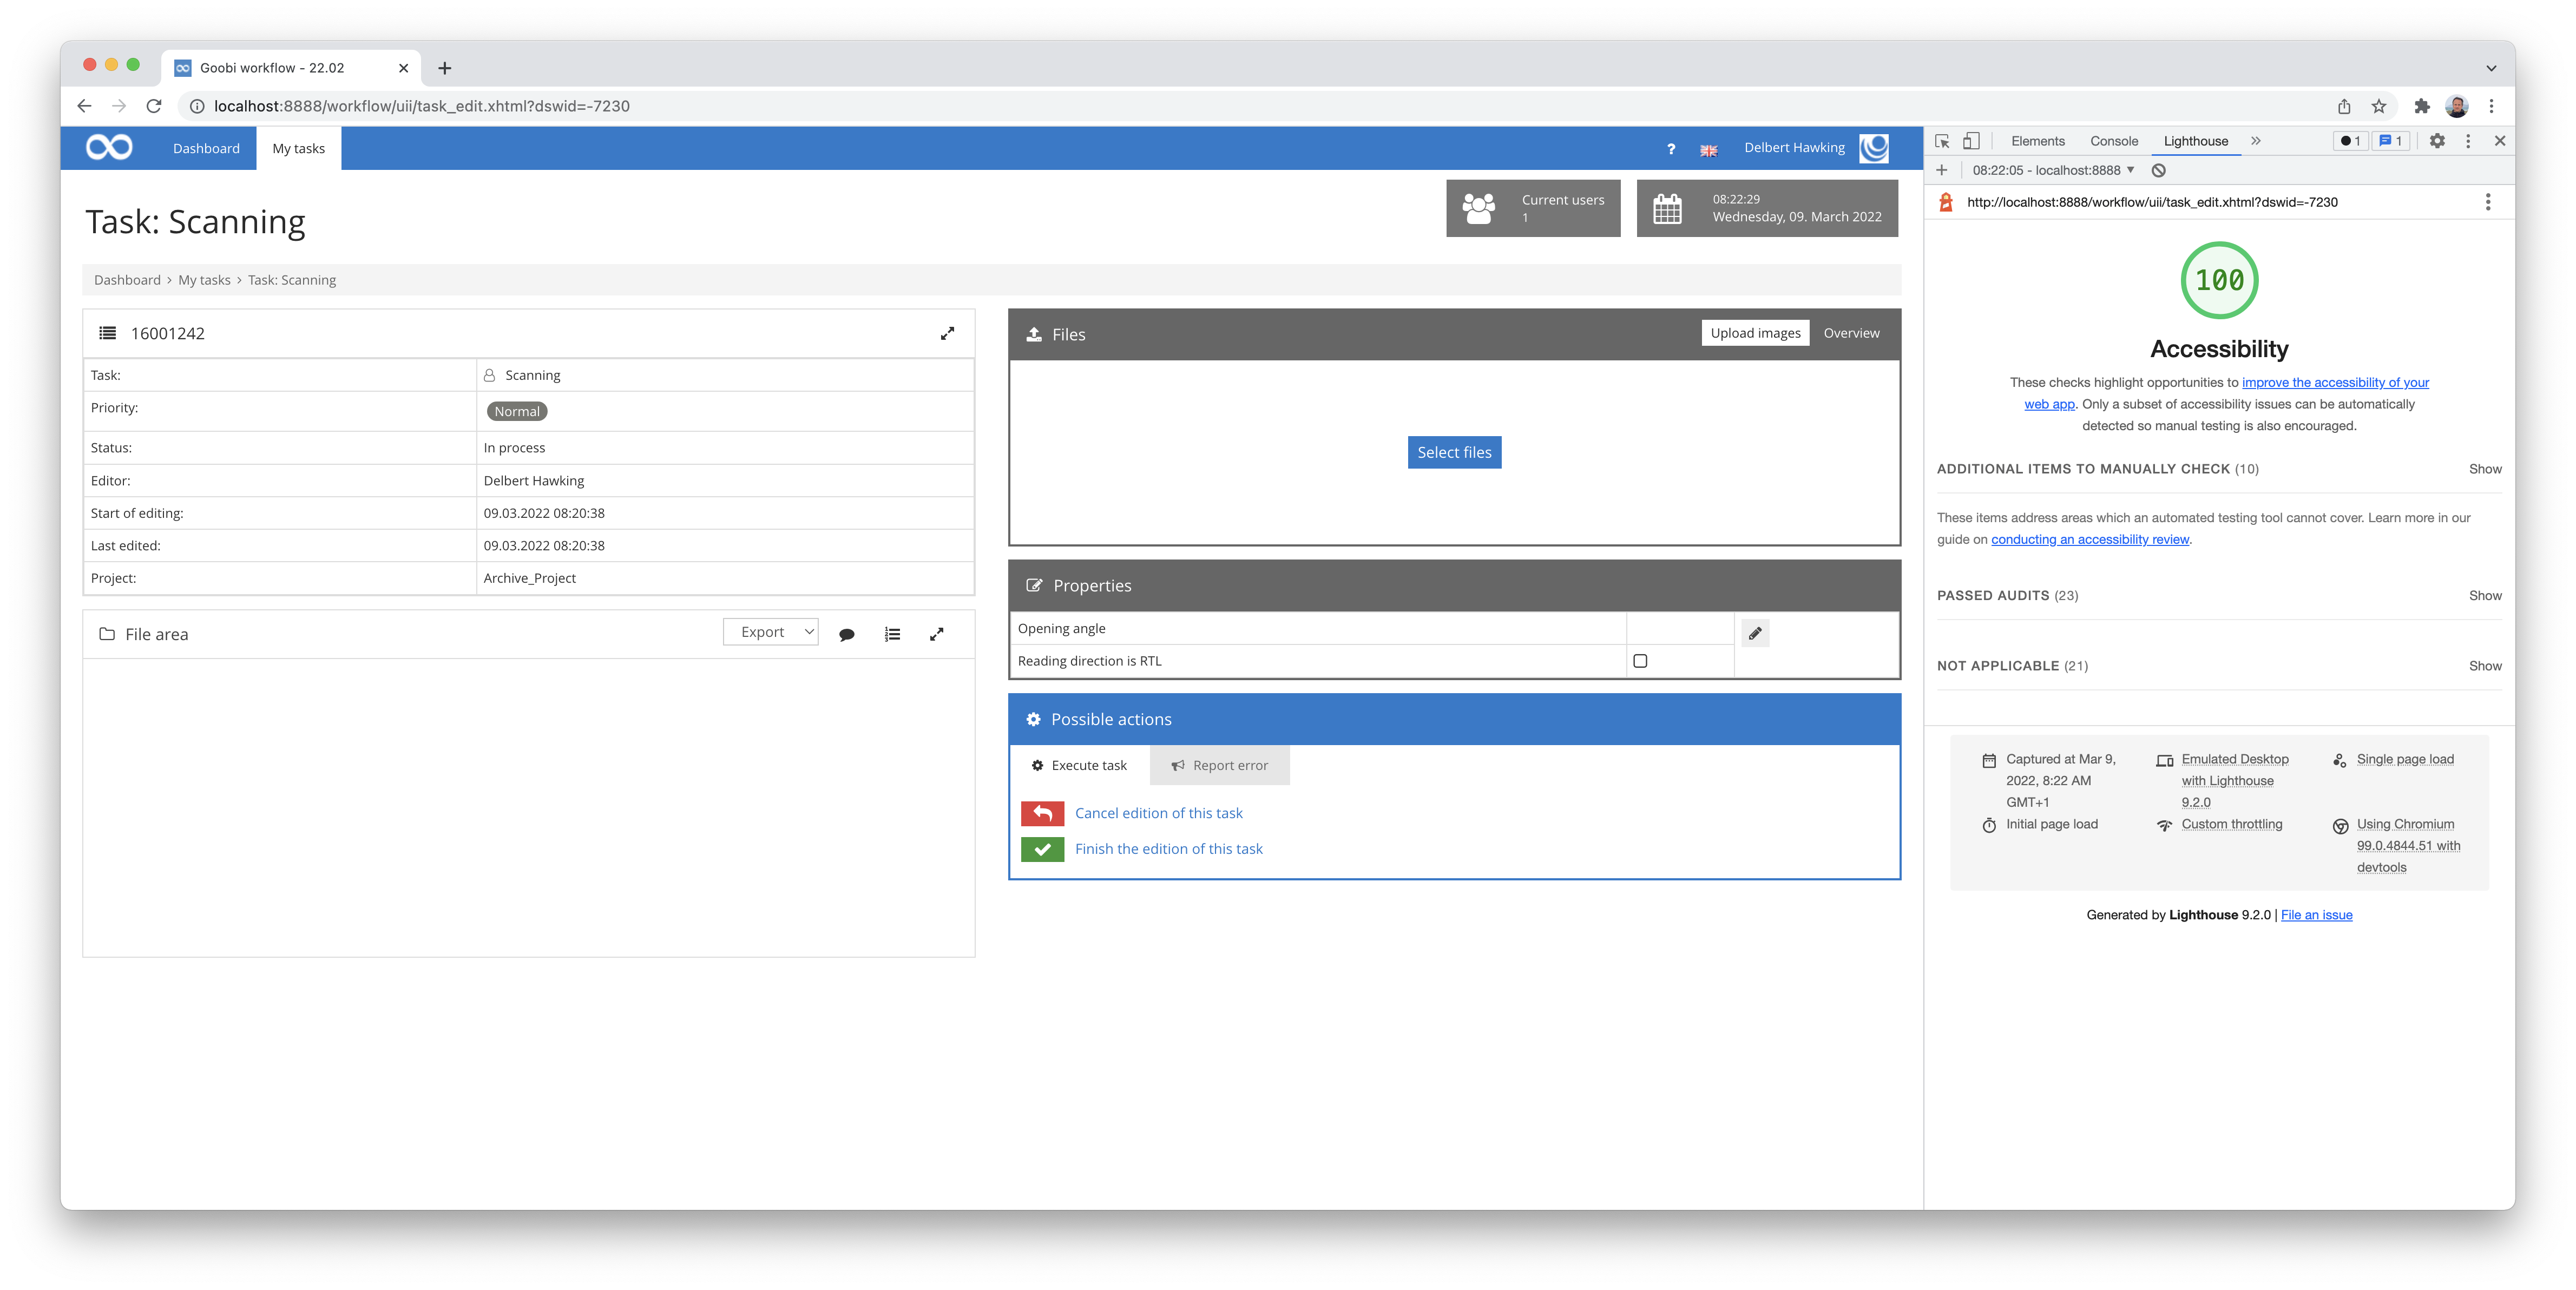 Goobi workflow - 22.02
localhost:8888/workflow/uii/task_edit.xhtml?dswid=-7230
Dashboard
My tasks
?
Delbert Hawking
Task: Scanning
Current users
1
08:22:29
Wednesday, 09. March 2022
Dashboard › My tasks › Task: Scanning
16001242
Task: Scanning
Priority: Normal
Status: In process
Editor: Delbert Hawking
Start of editing: 09.03.2022 08:20:38
Last edited: 09.03.2022 08:20:38
Project: Archive_Project
File area
Export
Files
Upload images
Overview
Select files
Properties
Opening angle
Reading direction is RTL
Possible actions
Execute task
Report error
Cancel edition of this task
Finish the edition of this task
Elements
Console
Lighthouse
1
1
08:22:05 - localhost:8888
http://localhost:8888/workflow/uii/task_edit.xhtml?dswid=-7230
100
Accessibility
These checks highlight opportunities to improve the accessibility of your
web app. Only a subset of accessibility issues can be automatically
detected so manual testing is also encouraged.
ADDITIONAL ITEMS TO MANUALLY CHECK (10) Show
These items address areas which an automated testing tool cannot cover. Learn more in our
guide on conducting an accessibility review.
PASSED AUDITS (23) Show
NOT APPLICABLE (21) Show
Captured at Mar 9,
2022, 8:22 AM
GMT+1
Emulated Desktop
with Lighthouse
9.2.0
Single page load
Initial page load
Custom throttling
Using Chromium
99.0.4844.51 with
devtools
Generated by Lighthouse 9.2.0 | File an issue